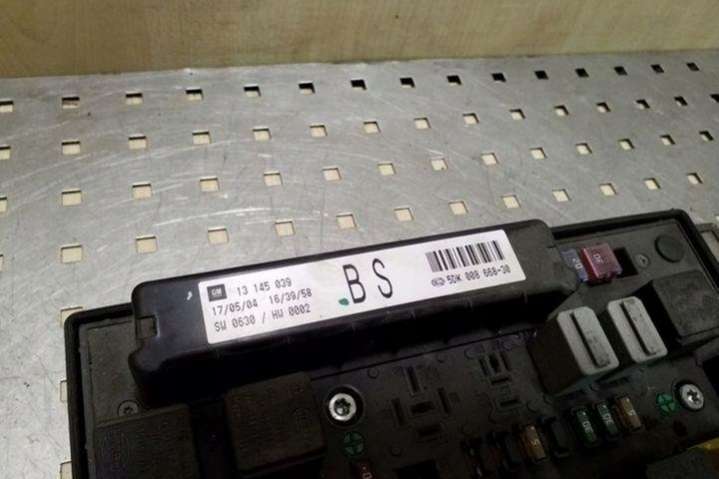 GM 13 145 039
17/05/04 16/39/58
SW 0630 / HW 0002
BS
5DK 008 668-30